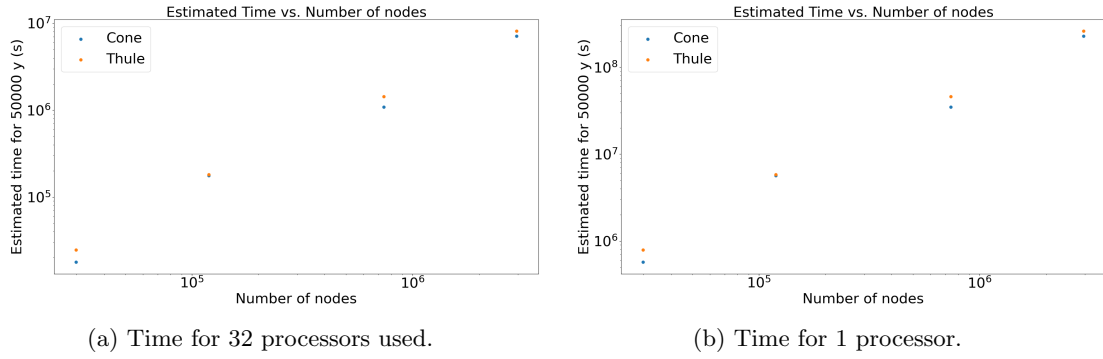 Estimated Time vs. Number of nodes
10^7
Cone
Thule
10^6
10^5
Estimated time for 50000 y (s)
10^5
10^6
Number of nodes
(a) Time for 32 processors used.
Estimated Time vs. Number of nodes
Cone
Thule
10^8
10^7
10^6
Estimated time for 50000 y (s)
10^5
10^6
Number of nodes
(b) Time for 1 processor.